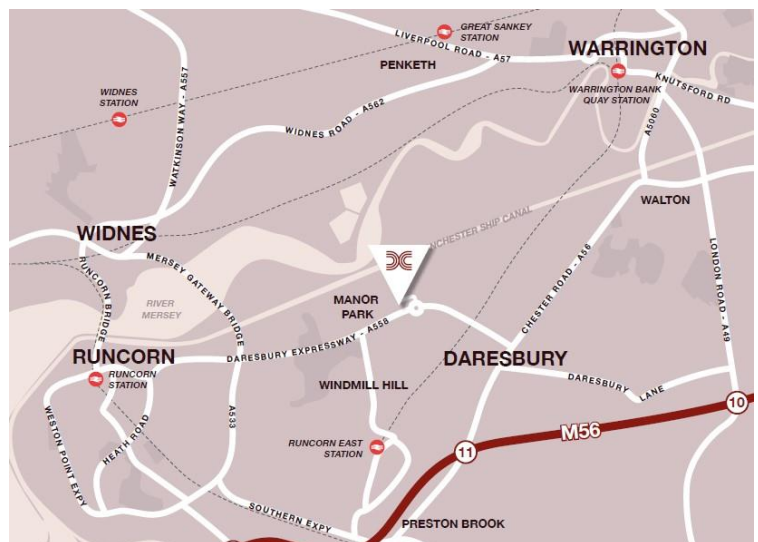 GREAT SANKEY
STATION
LIVERPOOL ROAD - A57
WARRINGTON
PENKETH
WARRINGTON BANK
QUAY STATION
KNUTSFORD RD
WIDNES
STATION
WATKINSON WAY - A557
WIDNES ROAD - A562
A5060
WALTON
WIDNES
NCHESTER SHIP CANAL
RUNCORN
BRIDGE
MERSEY GATEWAY BRIDGE
CHESTER ROAD - A56
LONDON ROAD - A49
RIVER
MERSEY
MANOR
PARK
RUNCORN
DARESBURY EXPRESSWAY - A558
DARESBURY
RUNCORN
STATION
WINDMILL HILL
DARESBURY LANE
WESTON POINT EXPY
HEATH ROAD
A533
10
M56
RUNCORN EAST
STATION
11
SOUTHERN EXPY
PRESTON BROOK